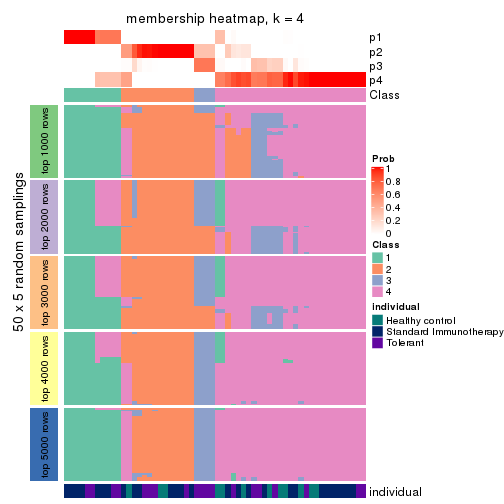 membership heatmap, k = 4
p1
p2
p3
p4
Class
50 x 5 random samplings
top 1000 rows
top 2000 rows
top 3000 rows
top 4000 rows
top 5000 rows
individual
Prob
1
0.8
0.6
0.4
0.2
0
Class
1
2
3
4
individual
Healthy control
Standard Immunotherapy
Tolerant